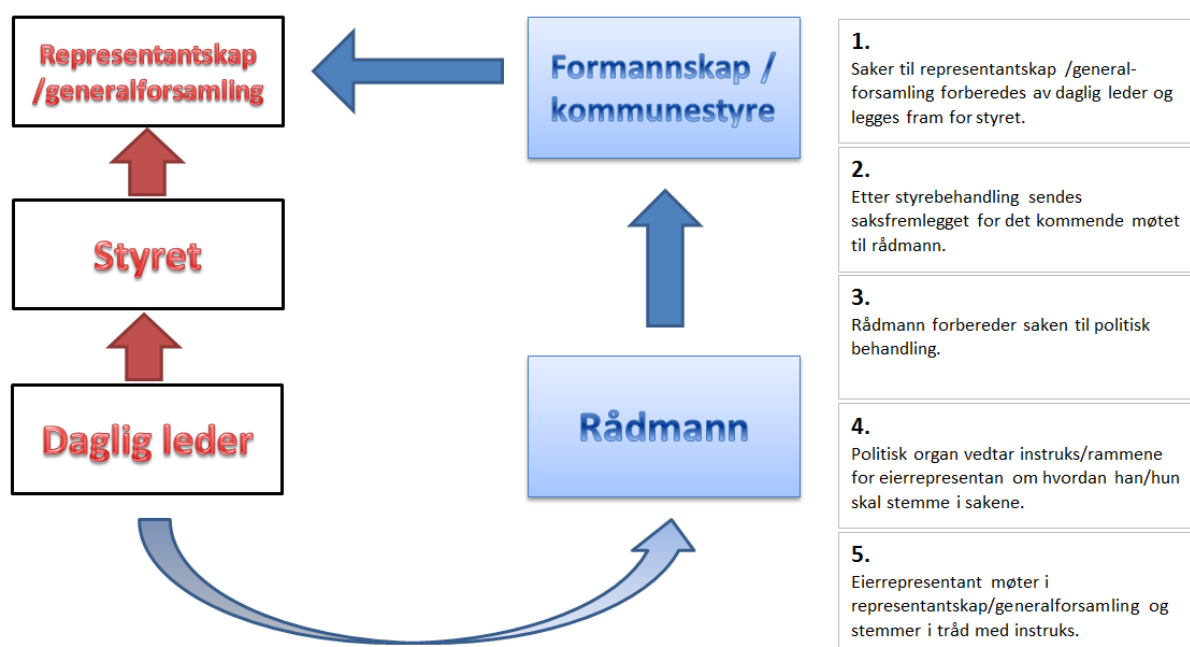 Representantskap
/generalforsamling
Styret
Daglig leder
Formannskap /
kommunestyre
Rådmann
1.
Saker til representantskap /general-
forsamling forberedes av daglig leder og
legges fram for styret.
2.
Etter styrebehandling sendes
saksfremlegget for det kommende møtet
til rådmann.
3.
Rådmann forbereder saken til politisk
behandling.
4.
Politisk organ vedtar instruks/rammene
for eierrepresentan om hvordan han/hun
skal stemme i sakene.
5.
Eierrepresentant møter i
representantskap/generalforsamling og
stemmer i tråd med instruks.